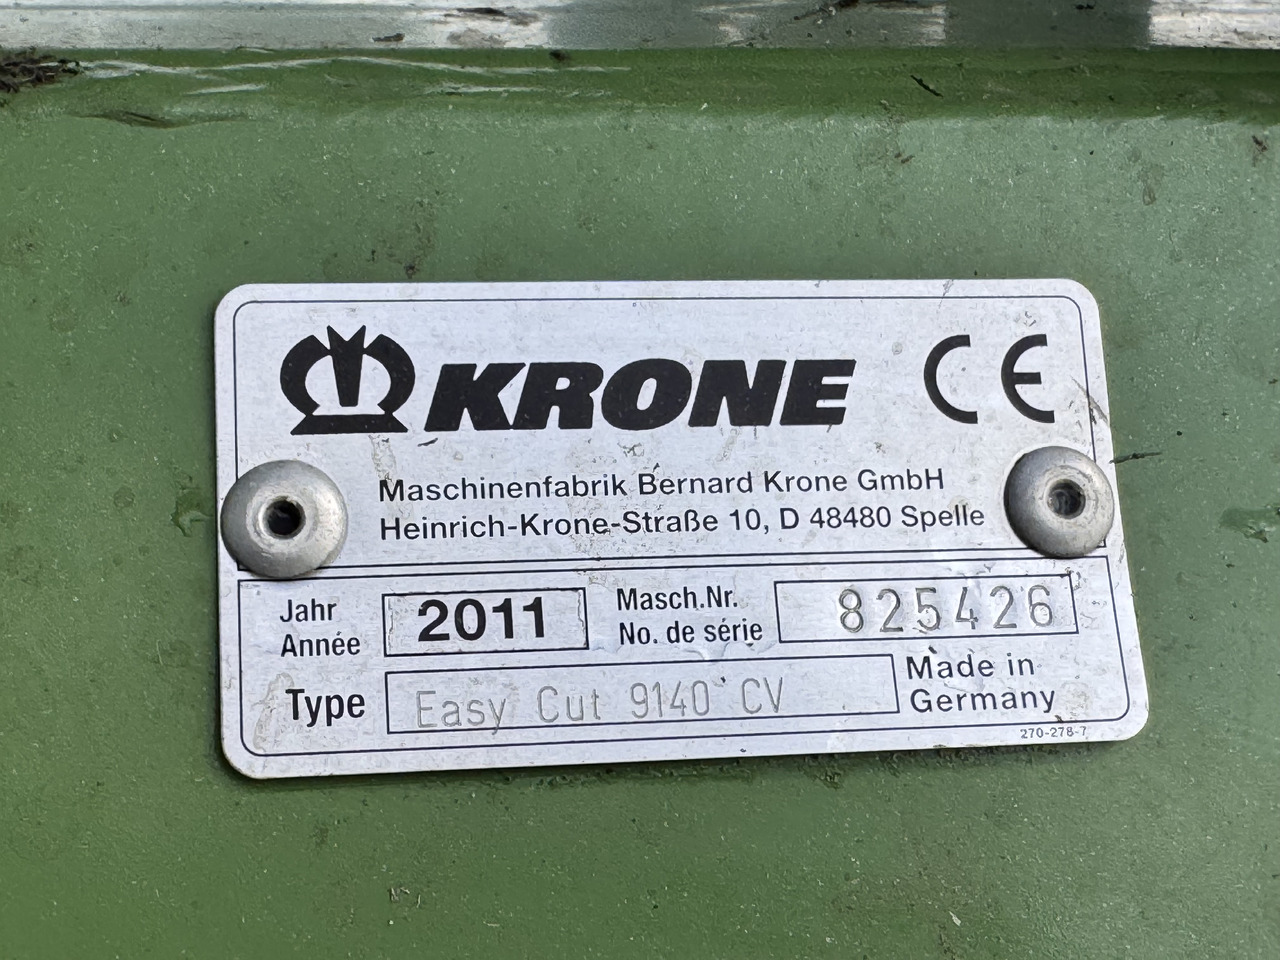 KRONE CE
Maschinenfabrik Bernard Krone GmbH
Heinrich-Krone-Straße 10, D 48480 Spelle
Jahr
Année
2011
Masch.Nr.
No. de série
825426
Type
Easy Cut 9140 CV
Made in
Germany
270-278-7